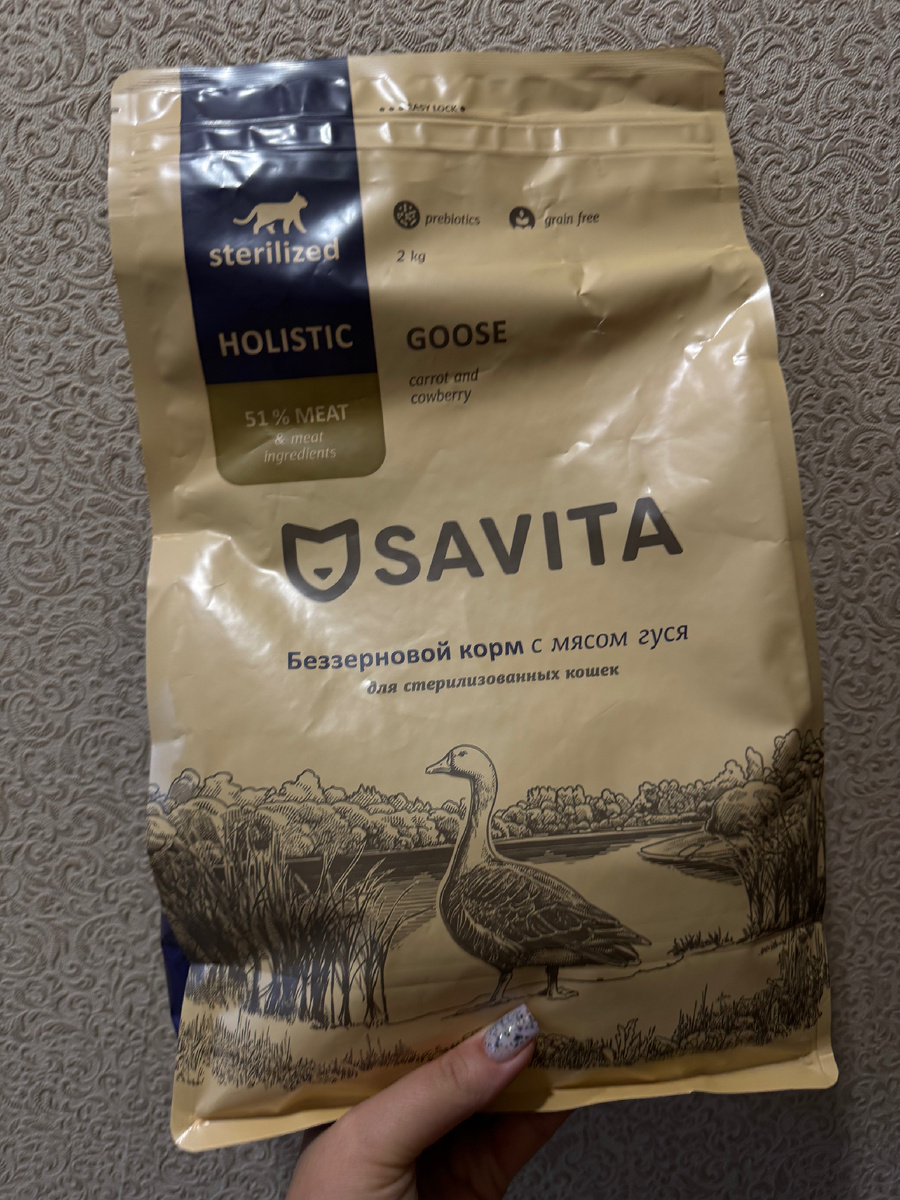 EASY LOCK
sterilized
prebiotics
grain free
2 kg
HOLISTIC
GOOSE
carrot and
cowberry
51 % MEAT
& meat
ingredients
SAVITA
Беззерновой корм с мясом гуся
для стерилизованных кошек